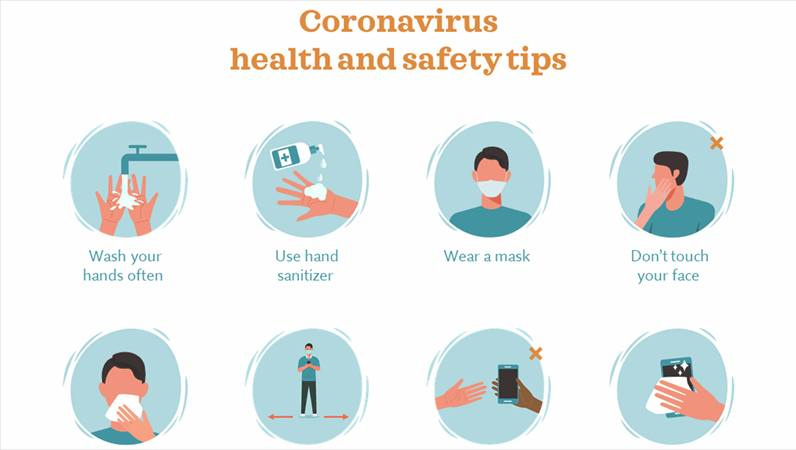 Coronavirus
health and safety tips
Wash your
hands often
Use hand
sanitizer
Wear a mask
Don't touch
your face